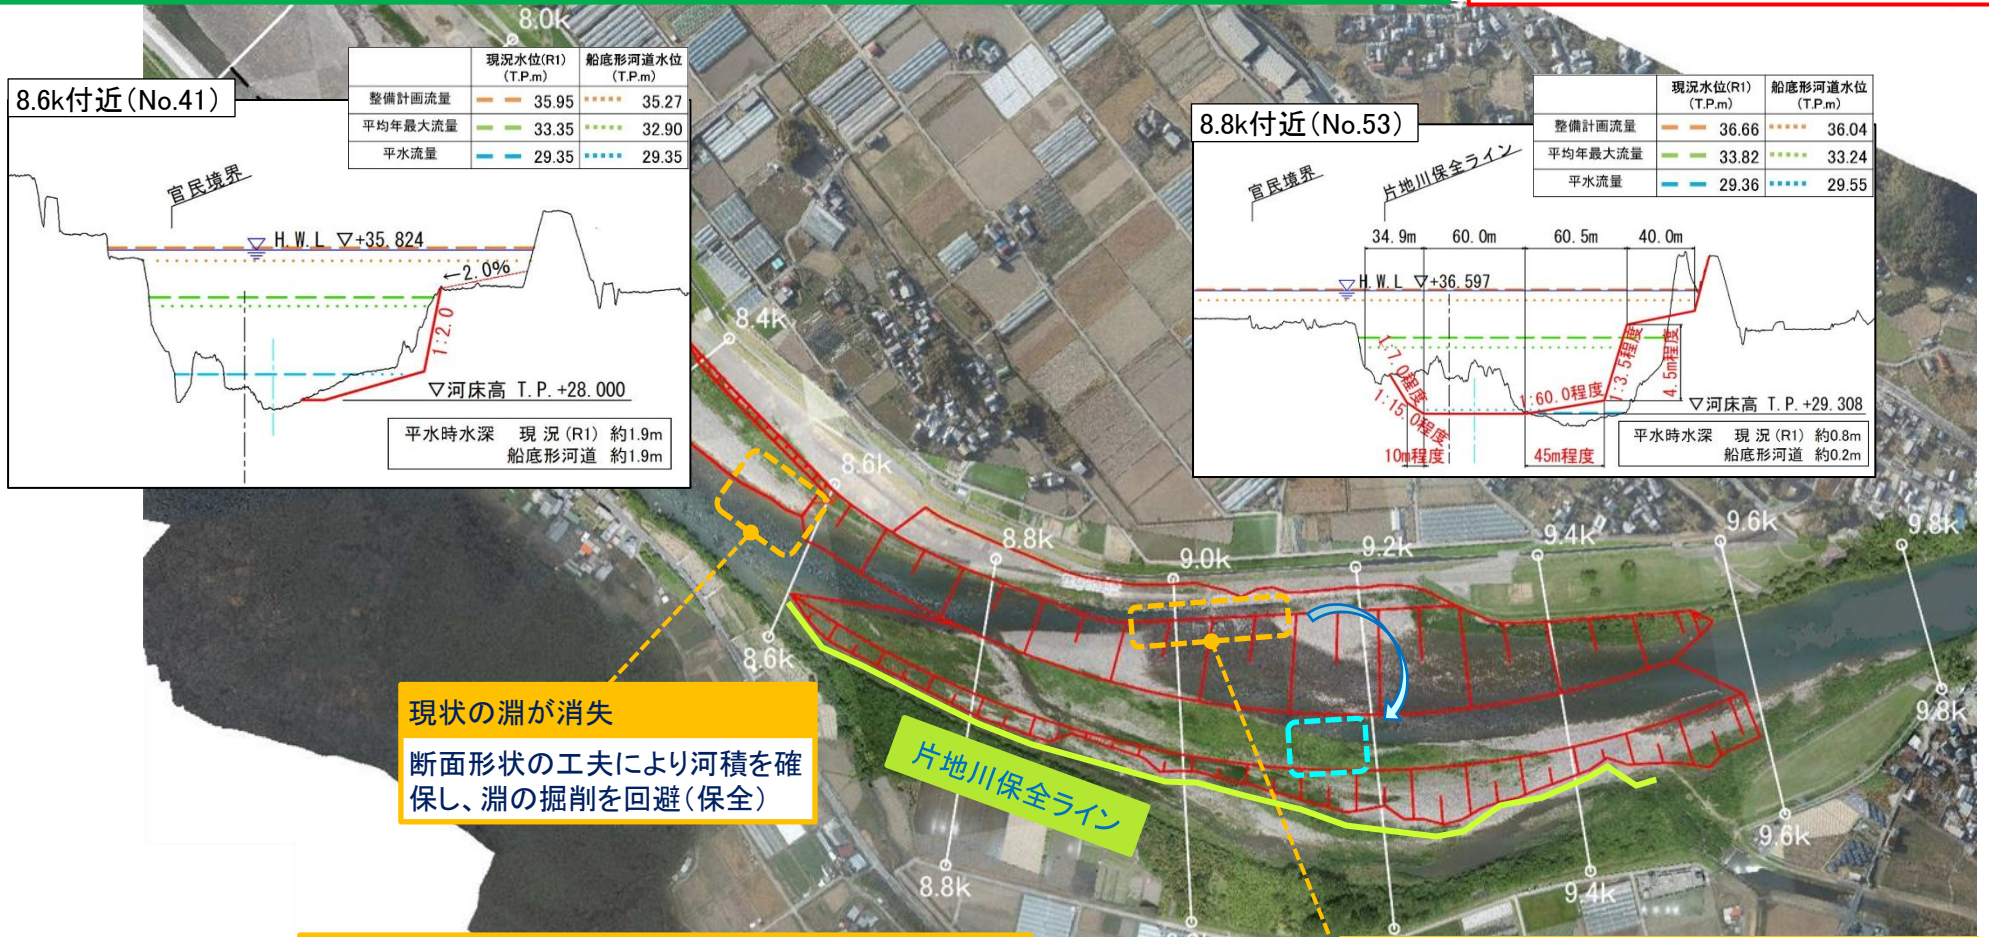 8.0k
8.6k付近(No.41)
現況水位(R1)(T.P.m) 船底形河道水位(T.P.m)
整備計画流量 35.95 35.27
平均年最大流量 33.35 32.90
平水流量 29.35 29.35
官民境界
H.W.L ▽+35.824
←2.0%
1:2.0
▽河床高 T.P.+28.000
平水時水深 現況(R1) 約1.9m
船底形河道 約1.9m
8.8k付近(No.53)
現況水位(R1)(T.P.m) 船底形河道水位(T.P.m)
整備計画流量 36.66 36.04
平均年最大流量 33.82 33.24
平水流量 29.36 29.55
官民境界
片地川保全ライン
34.9m 60.0m 60.5m 40.0m
H.W.L ▽+36.597
1:7.0程度
1:15.0程度
1:60.0程度
1:3.5程度
4.5m程度
▽河床高 T.P.+29.308
10m程度
45m程度
平水時水深 現況(R1) 約0.8m
船底形河道 約0.2m
8.4k
8.6k
8.8k
9.0k
9.2k
9.4k
9.6k
9.8k
8.6k
9.8k
現状の淵が消失
断面形状の工夫により河積を確
保し、淵の掘削を回避(保全)
片地川保全ライン
8.8k
9.4k
9.6k